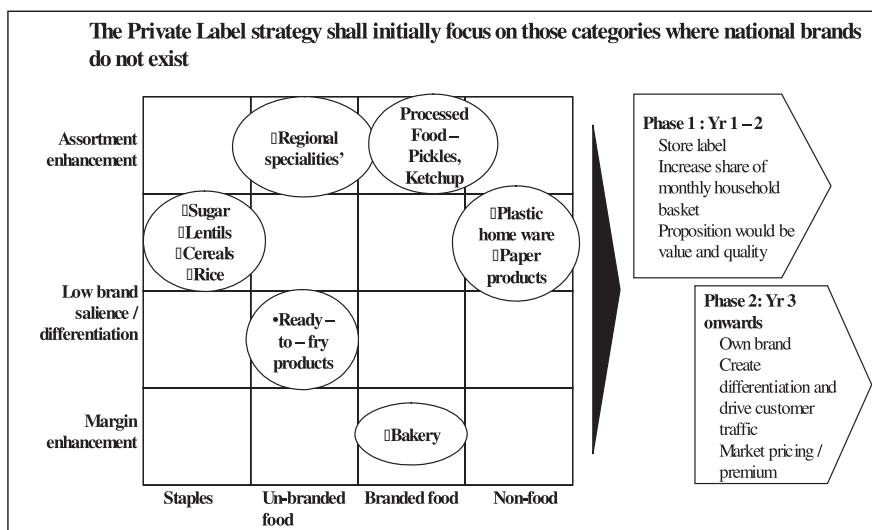 The Private Label strategy shall initially focus on those categories where national brands
do not exist
Assortment
enhancement
▯Regional
specialities’
Processed
Food –
Pickles,
Ketchup
▯Sugar
▯Lentils
▯Cereals
▯Rice
▯Plastic
home ware
▯Paper
products
Low brand
salience /
differentiation
•Ready –
to – fry
products
Margin
enhancement
▯Bakery
Staples
Un-branded
food
Branded food
Non-food
Phase 1 : Yr 1 – 2
Store label
Increase share of
monthly household
basket
Proposition would be
value and quality
Phase 2: Yr 3
onwards
Own brand
Create
differentiation and
drive customer
traffic
Market pricing /
premium